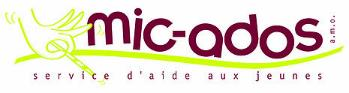 mic-ados
a.m.o.
service d'aide aux jeunes